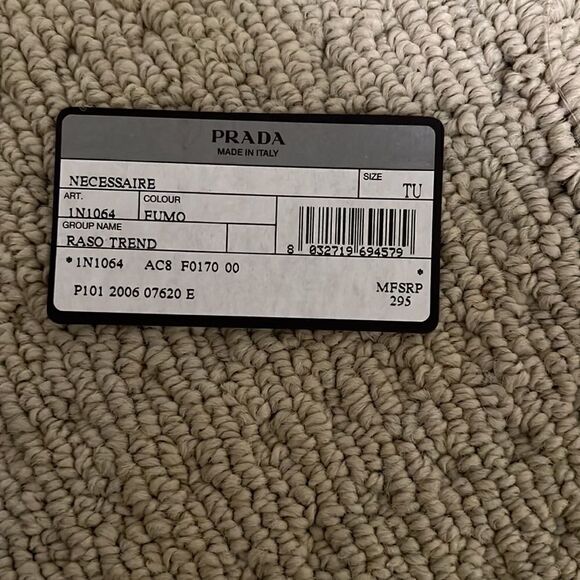 PRADA
MADE IN ITALY
NECESSAIRE
SIZE
TU
ART.
1N1064
COLOUR
FUMO
GROUP NAME
RASO TREND
8 032719 694579
*1N1064 AC8 F0170 00 *
P101 2006 07620 E
MFSRP
295